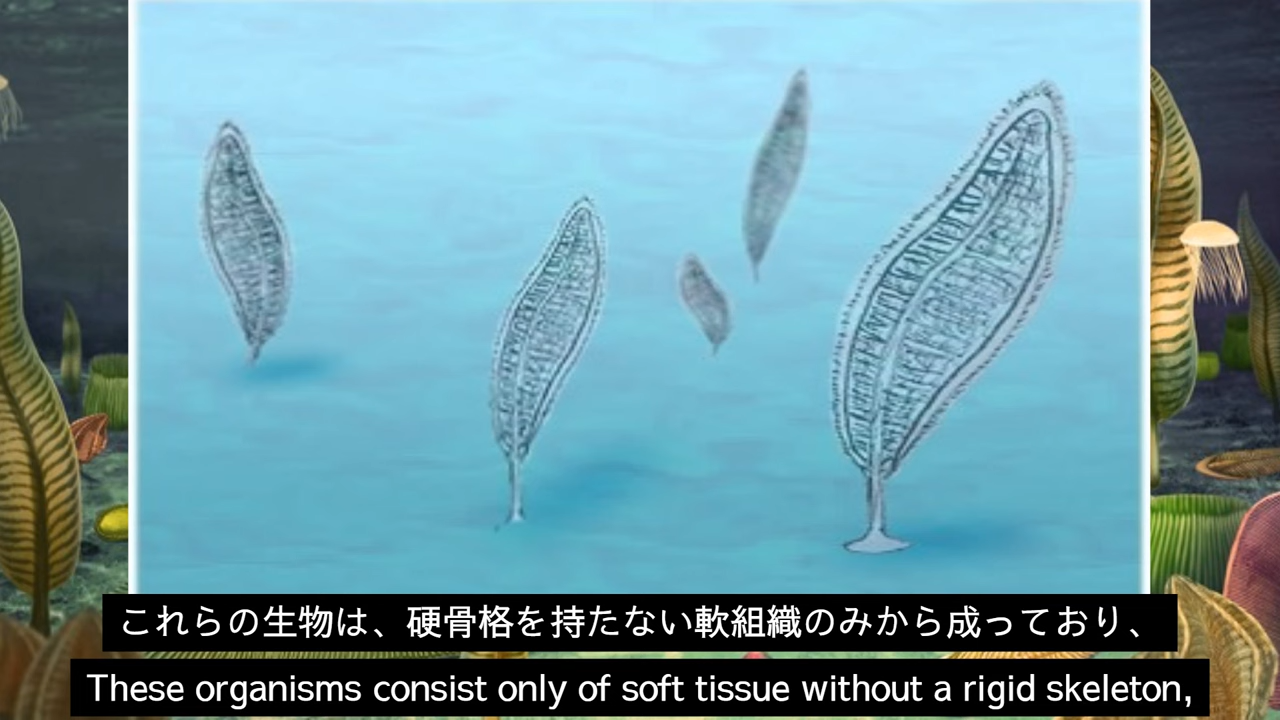 これらの生物は、硬骨格を持たない軟組織のみから成っており、
These organisms consist only of soft tissue without a rigid skeleton,